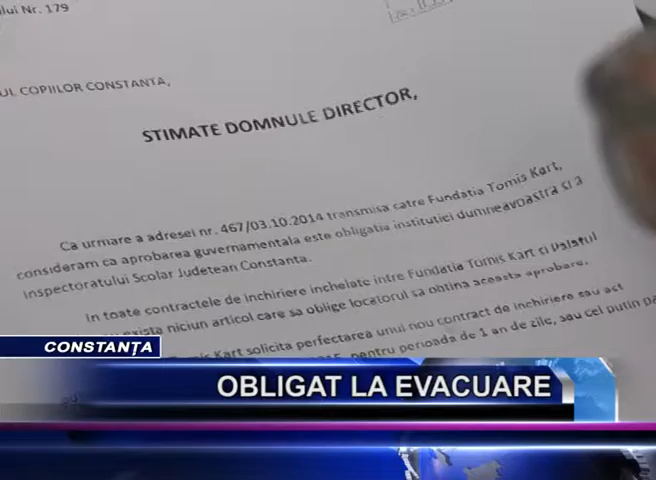 lui Nr. 179
UL COPIILOR CONSTANTA,
STIMATE DOMNULE DIRECTOR,
Ca urmare a adresei nr. 467/03.10.2014 transmisa catre Fundatia Tomis Kart,
consideram ca aprobarea guvernamentala este obligatia institutiei dumneavoastra si a
Inspectoratului Scolar Judetean Constanta.
In toate contractele de inchiriere incheiate intre Fundatia Tomis Kart si Palatul
exista niciun articol care sa oblige locatorul sa obtina aceasta aprobare.
Kart solicita perfectarea unui nou contract de inchiriere sau act
pentru perioada de 1 an de zile, sau cel putin pa
CONSTANȚA
OBLIGAT LA EVACUARE